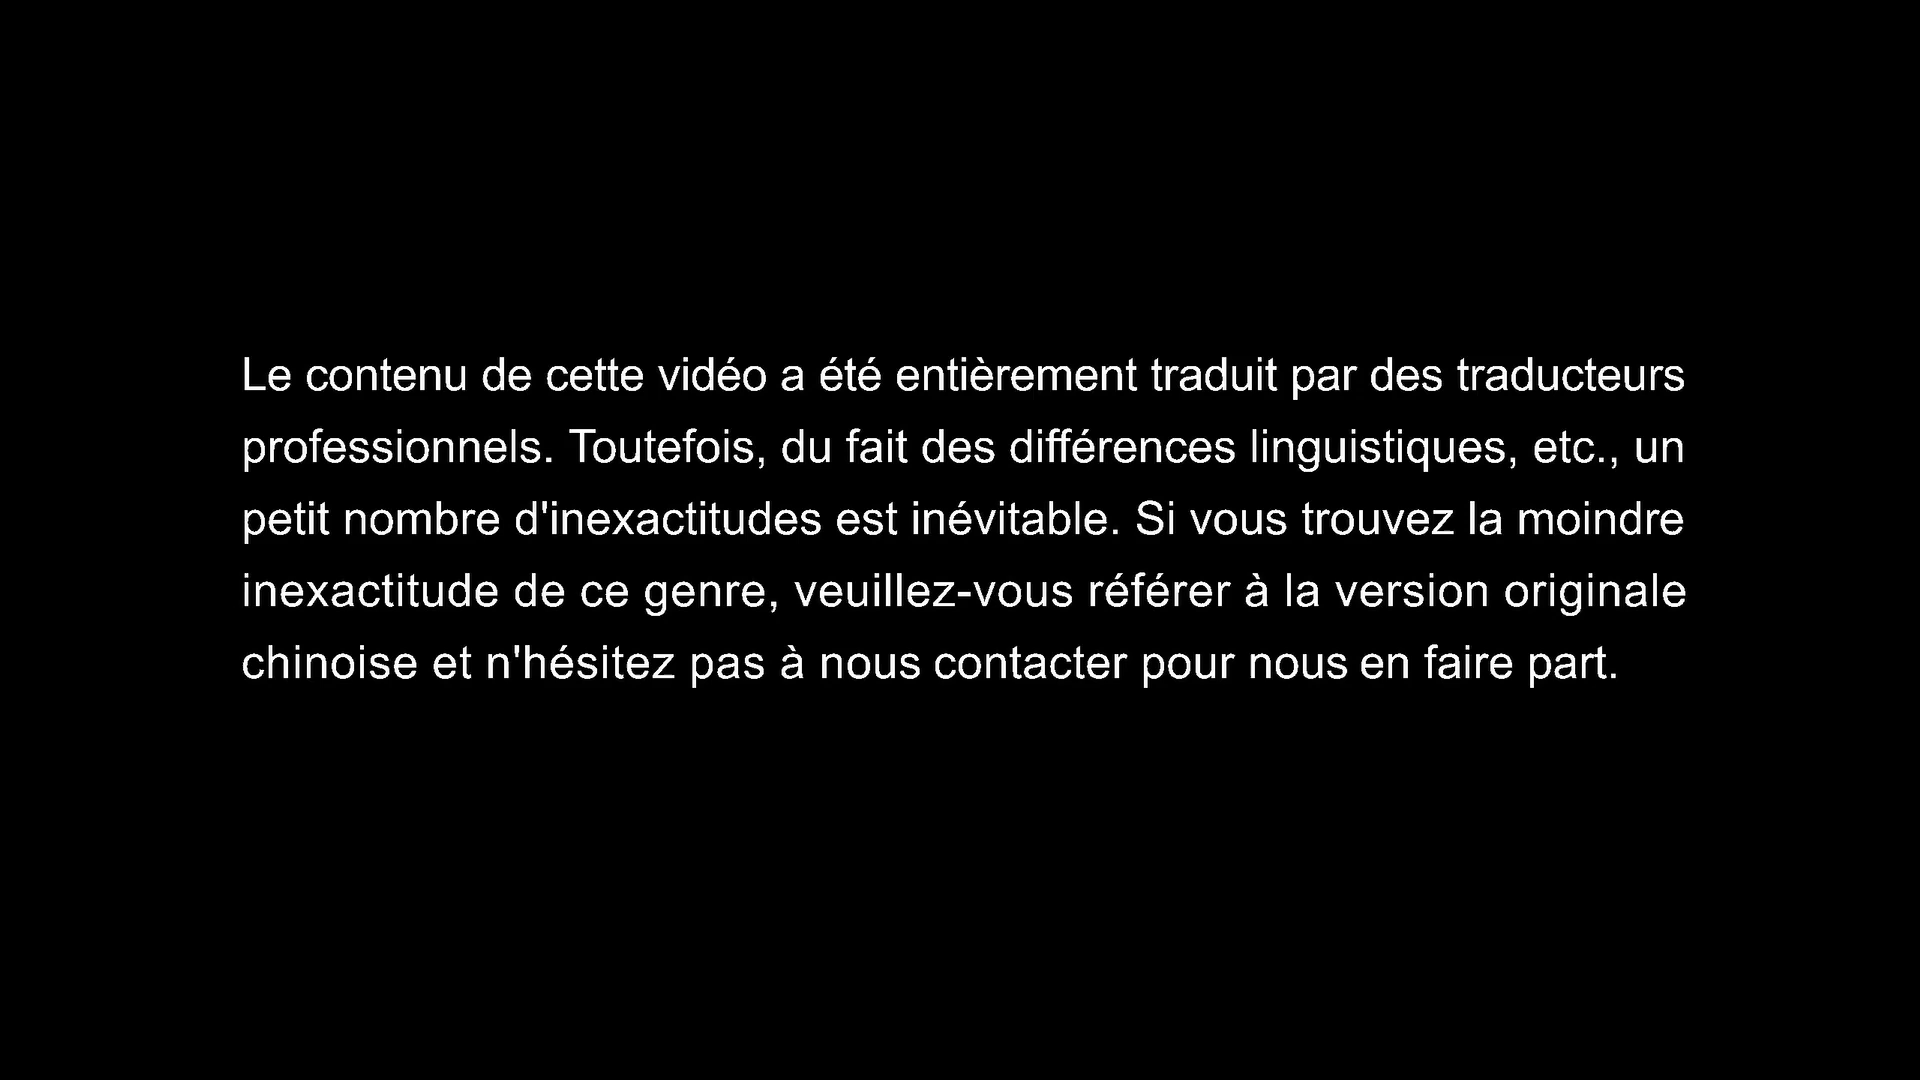 Le contenu de cette vidéo a été entièrement traduit par des traducteurs
professionnels. Toutefois, du fait des différences linguistiques, etc., un
petit nombre d'inexactitudes est inévitable. Si vous trouvez la moindre
inexactitude de ce genre, veuillez-vous référer à la version originale
chinoise et n'hésitez pas à nous contacter pour nous en faire part.